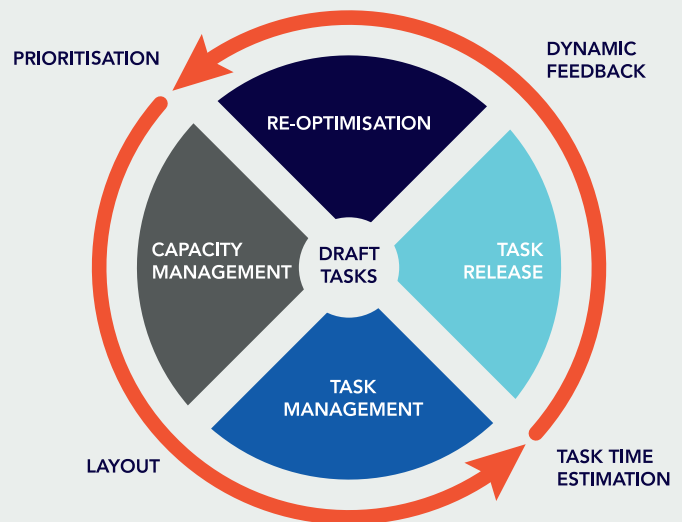 PRIORITISATION
DYNAMIC
FEEDBACK
RE-OPTIMISATION
CAPACITY
MANAGEMENT
DRAFT
TASKS
TASK
RELEASE
TASK
MANAGEMENT
LAYOUT
TASK TIME
ESTIMATION